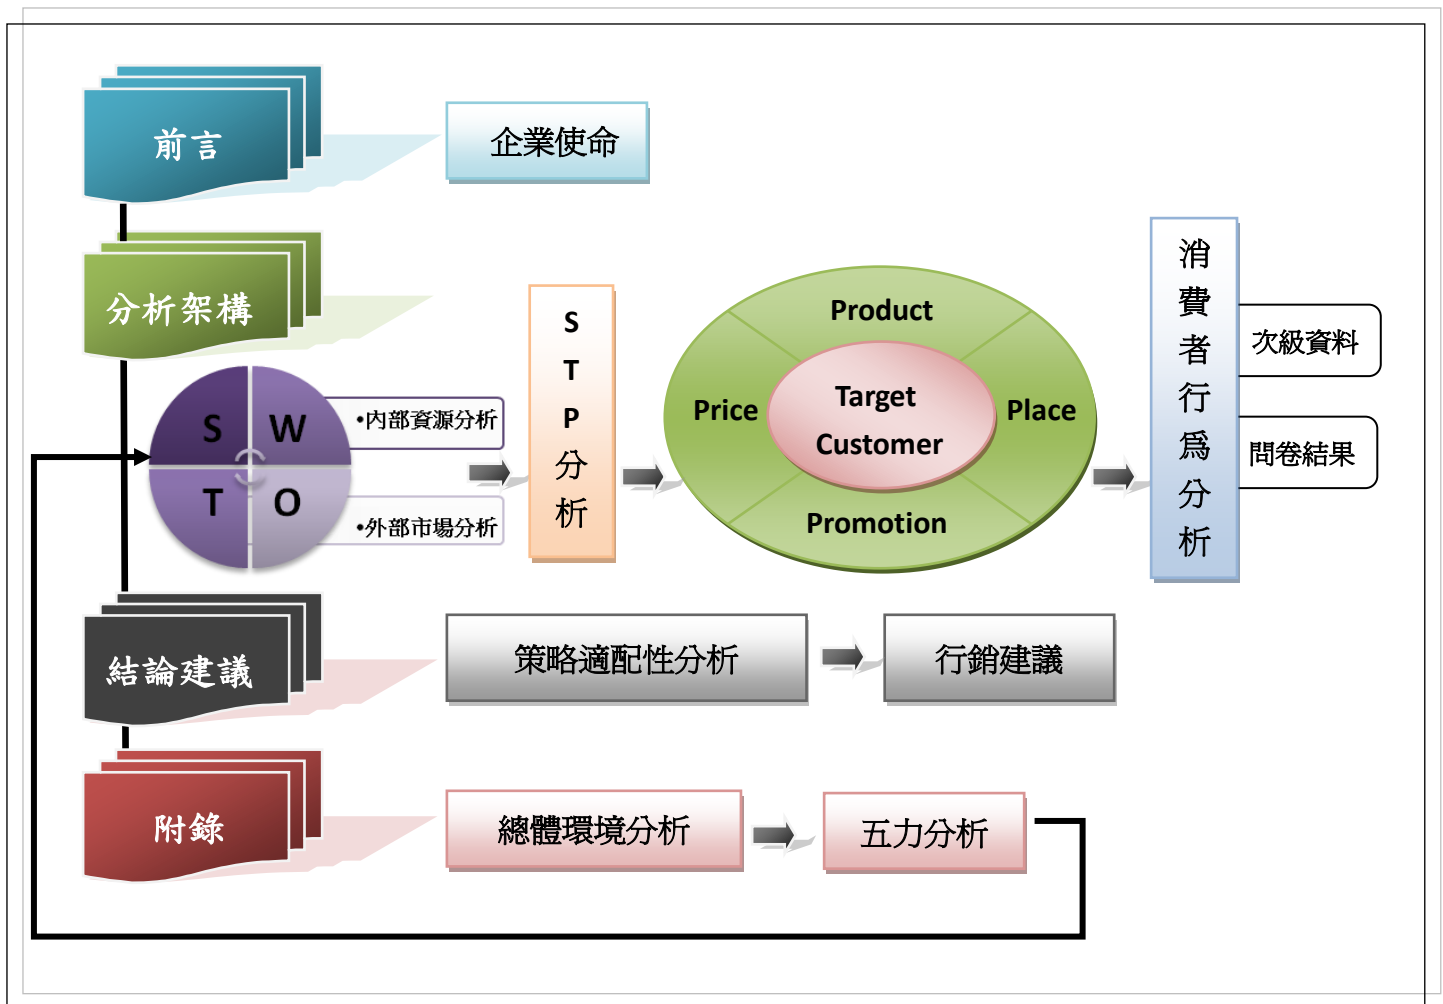 前言
企業使命
分析架構
S W
T O
•內部資源分析
•外部市場分析
S
T
P
分
析
Product
Price
Target
Customer
Place
Promotion
消
費
者
行
為
分
析
次級資料
問卷結果
結論建議
策略適配性分析
行銷建議
附錄
總體環境分析
五力分析